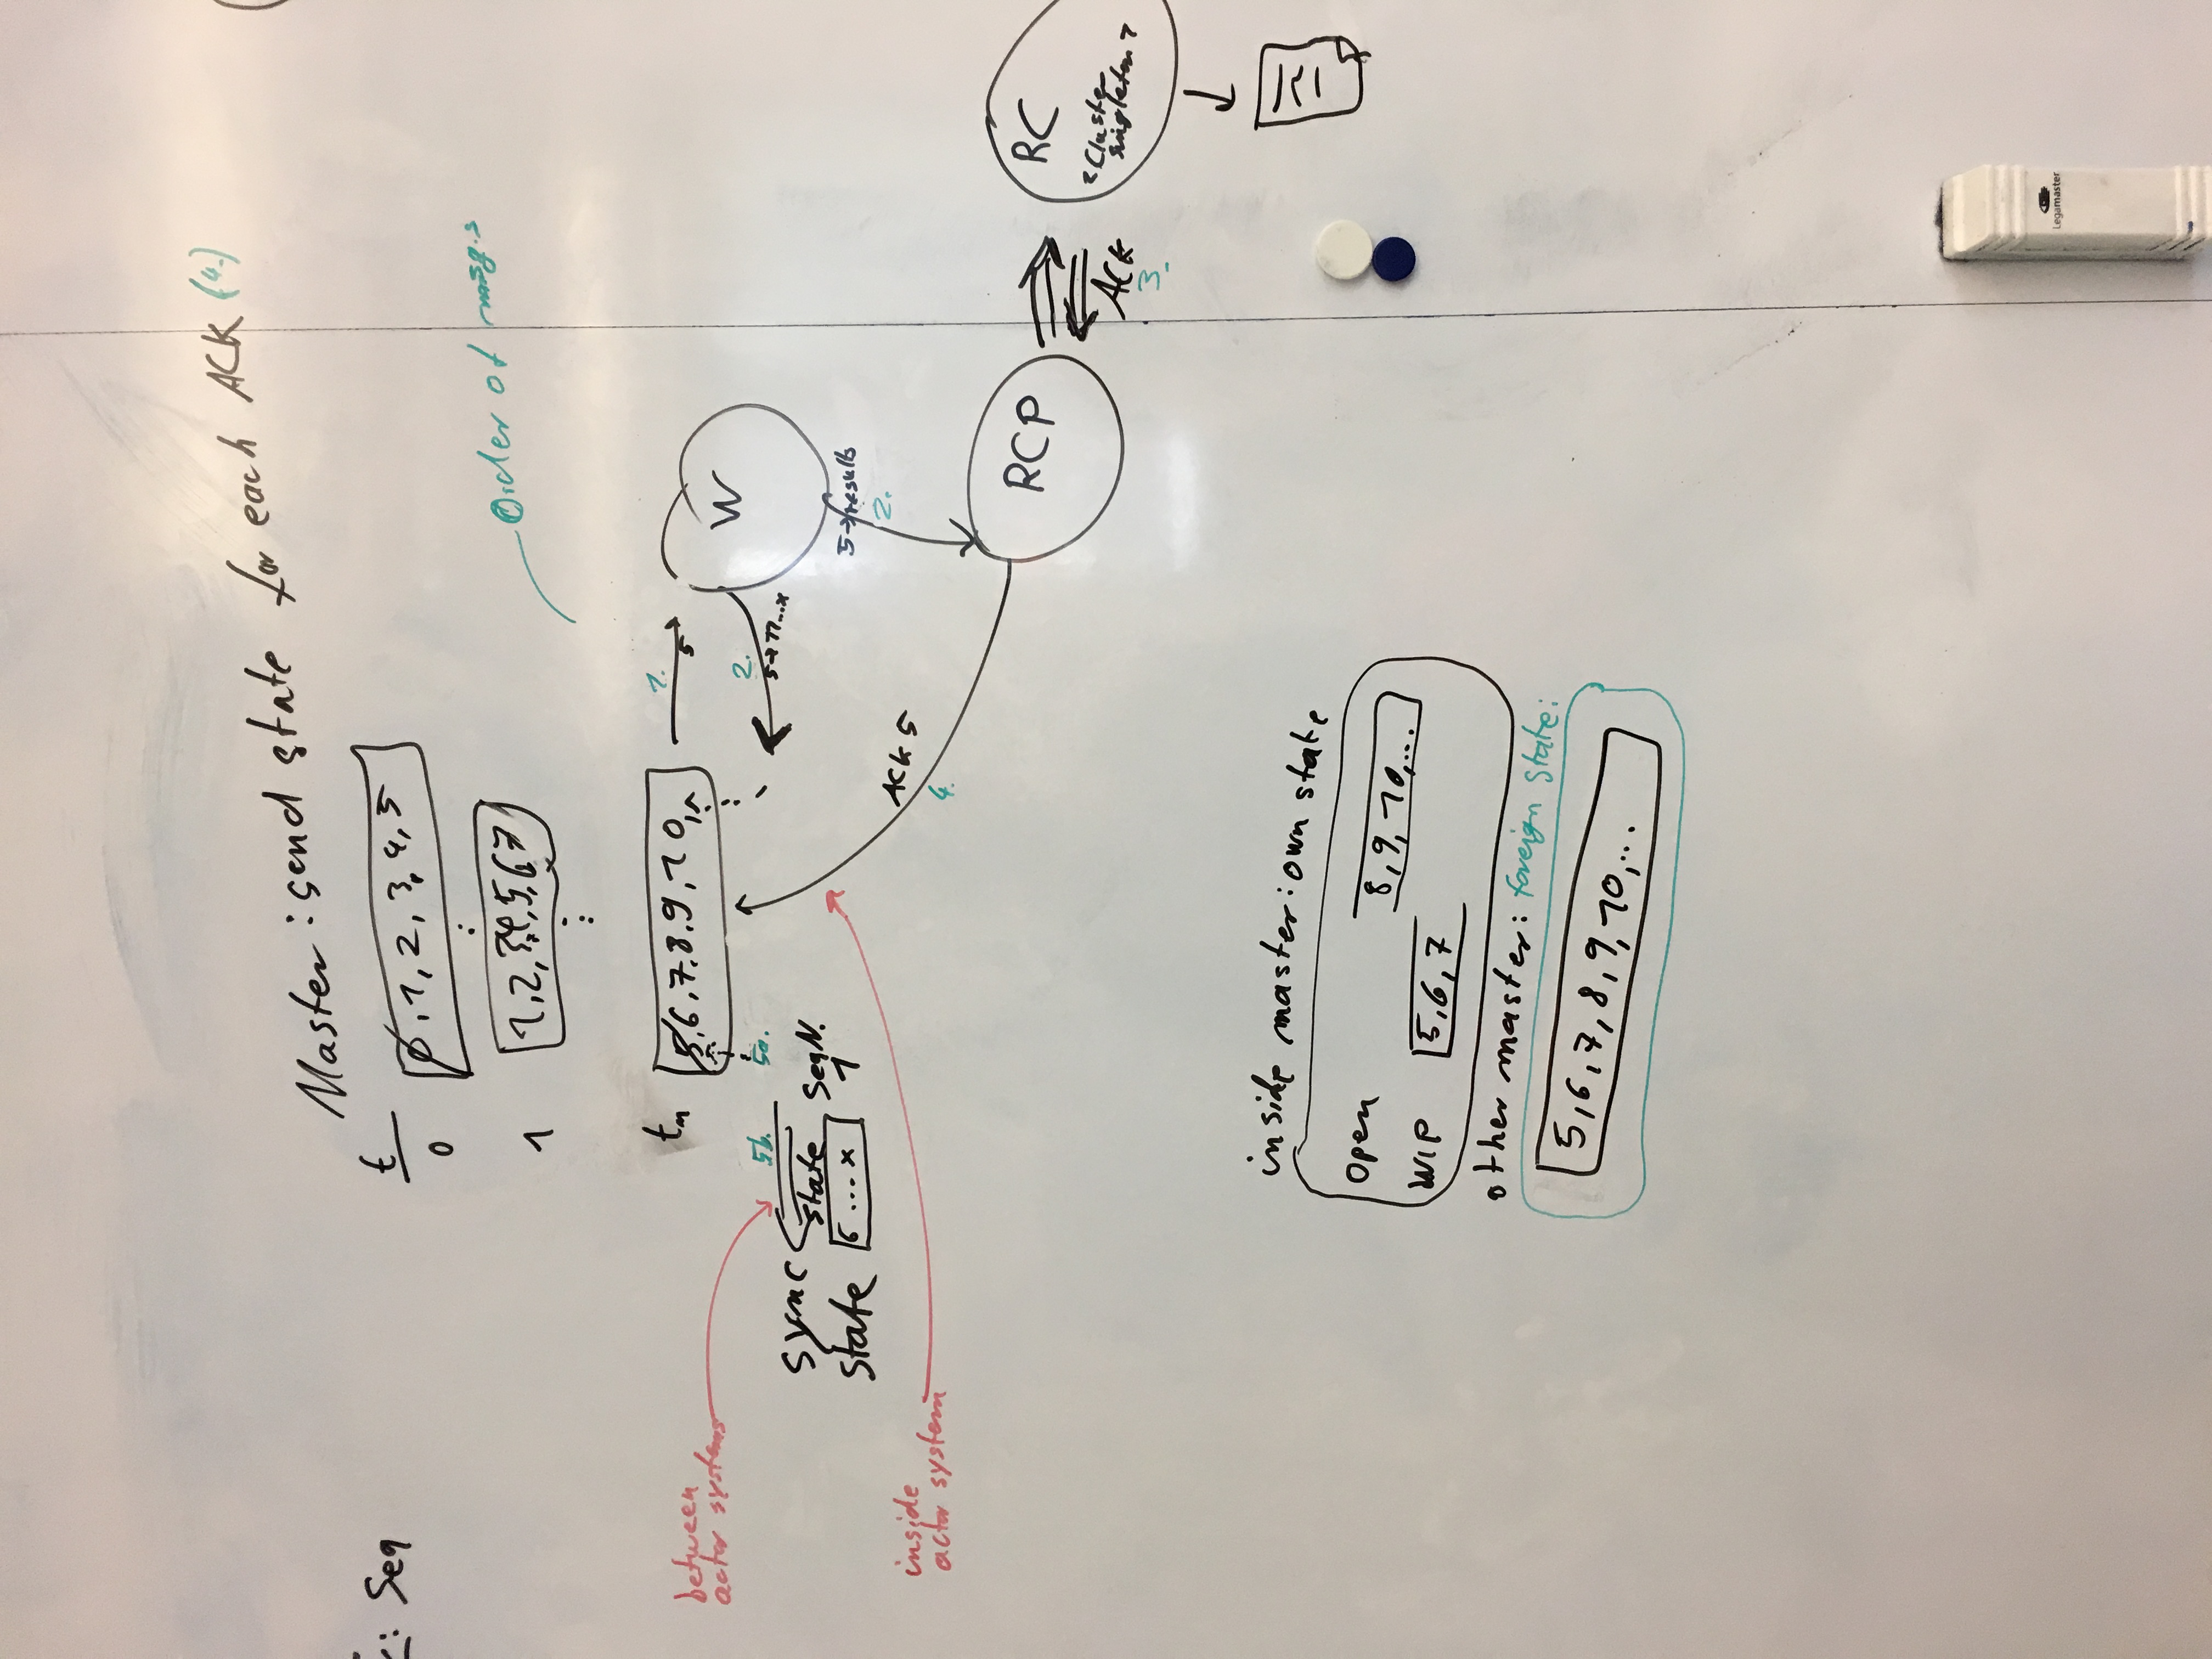 Master: send state for each ACK (4.)
: Seq
t
0
0, 1, 2, 3, 4, 5
1
1, 2, 3, 4, 5, 6, 7
Order of msg.s
tn
5, 6, 7, 8, 9, 10,
1.
5
W
2.
5→11...x
between
actor systems
5b.
5a.
sync
state
SeqN.
state
6 ... x
1
5→results
2.
inside
actor system
ACK 5
4.
RCP
RC
Cluster
singleton
ACK
3.
inside master: own state
open
8, 9, 10, ...
WIP
5, 6, 7
other master: foreign state:
5, 6, 7, 8, 9, 10, ...
Legamaster